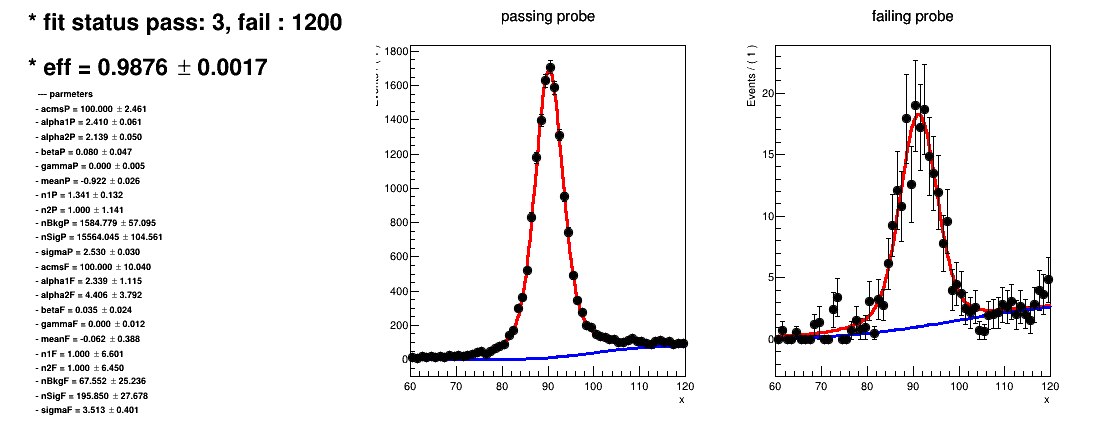 * fit status pass: 3, fail : 1200
* eff = 0.9876 ± 0.0017
--- parmeters
- acmsP = 100.000 ± 2.461
- alpha1P = 2.410 ± 0.061
- alpha2P = 2.139 ± 0.050
- betaP = 0.080 ± 0.047
- gammaP = 0.000 ± 0.005
- meanP = -0.922 ± 0.026
- n1P = 1.341 ± 0.132
- n2P = 1.000 ± 1.141
- nBkgP = 1584.779 ± 57.095
- nSigP = 15564.045 ± 104.561
- sigmaP = 2.530 ± 0.030
- acmsF = 100.000 ± 10.040
- alpha1F = 2.339 ± 1.115
- alpha2F = 4.406 ± 3.792
- betaF = 0.035 ± 0.024
- gammaF = 0.000 ± 0.012
- meanF = -0.062 ± 0.388
- n1F = 1.000 ± 6.601
- n2F = 1.000 ± 6.450
- nBkgF = 67.552 ± 25.236
- nSigF = 195.850 ± 27.678
- sigmaF = 3.513 ± 0.401
passing probe
1800
1600
1400
1200
1000
800
600
400
200
0
60 70 80 90 100 110 120
x
failing probe
Events / ( 1 )
20
15
10
5
0
60 70 80 90 100 110 120
x